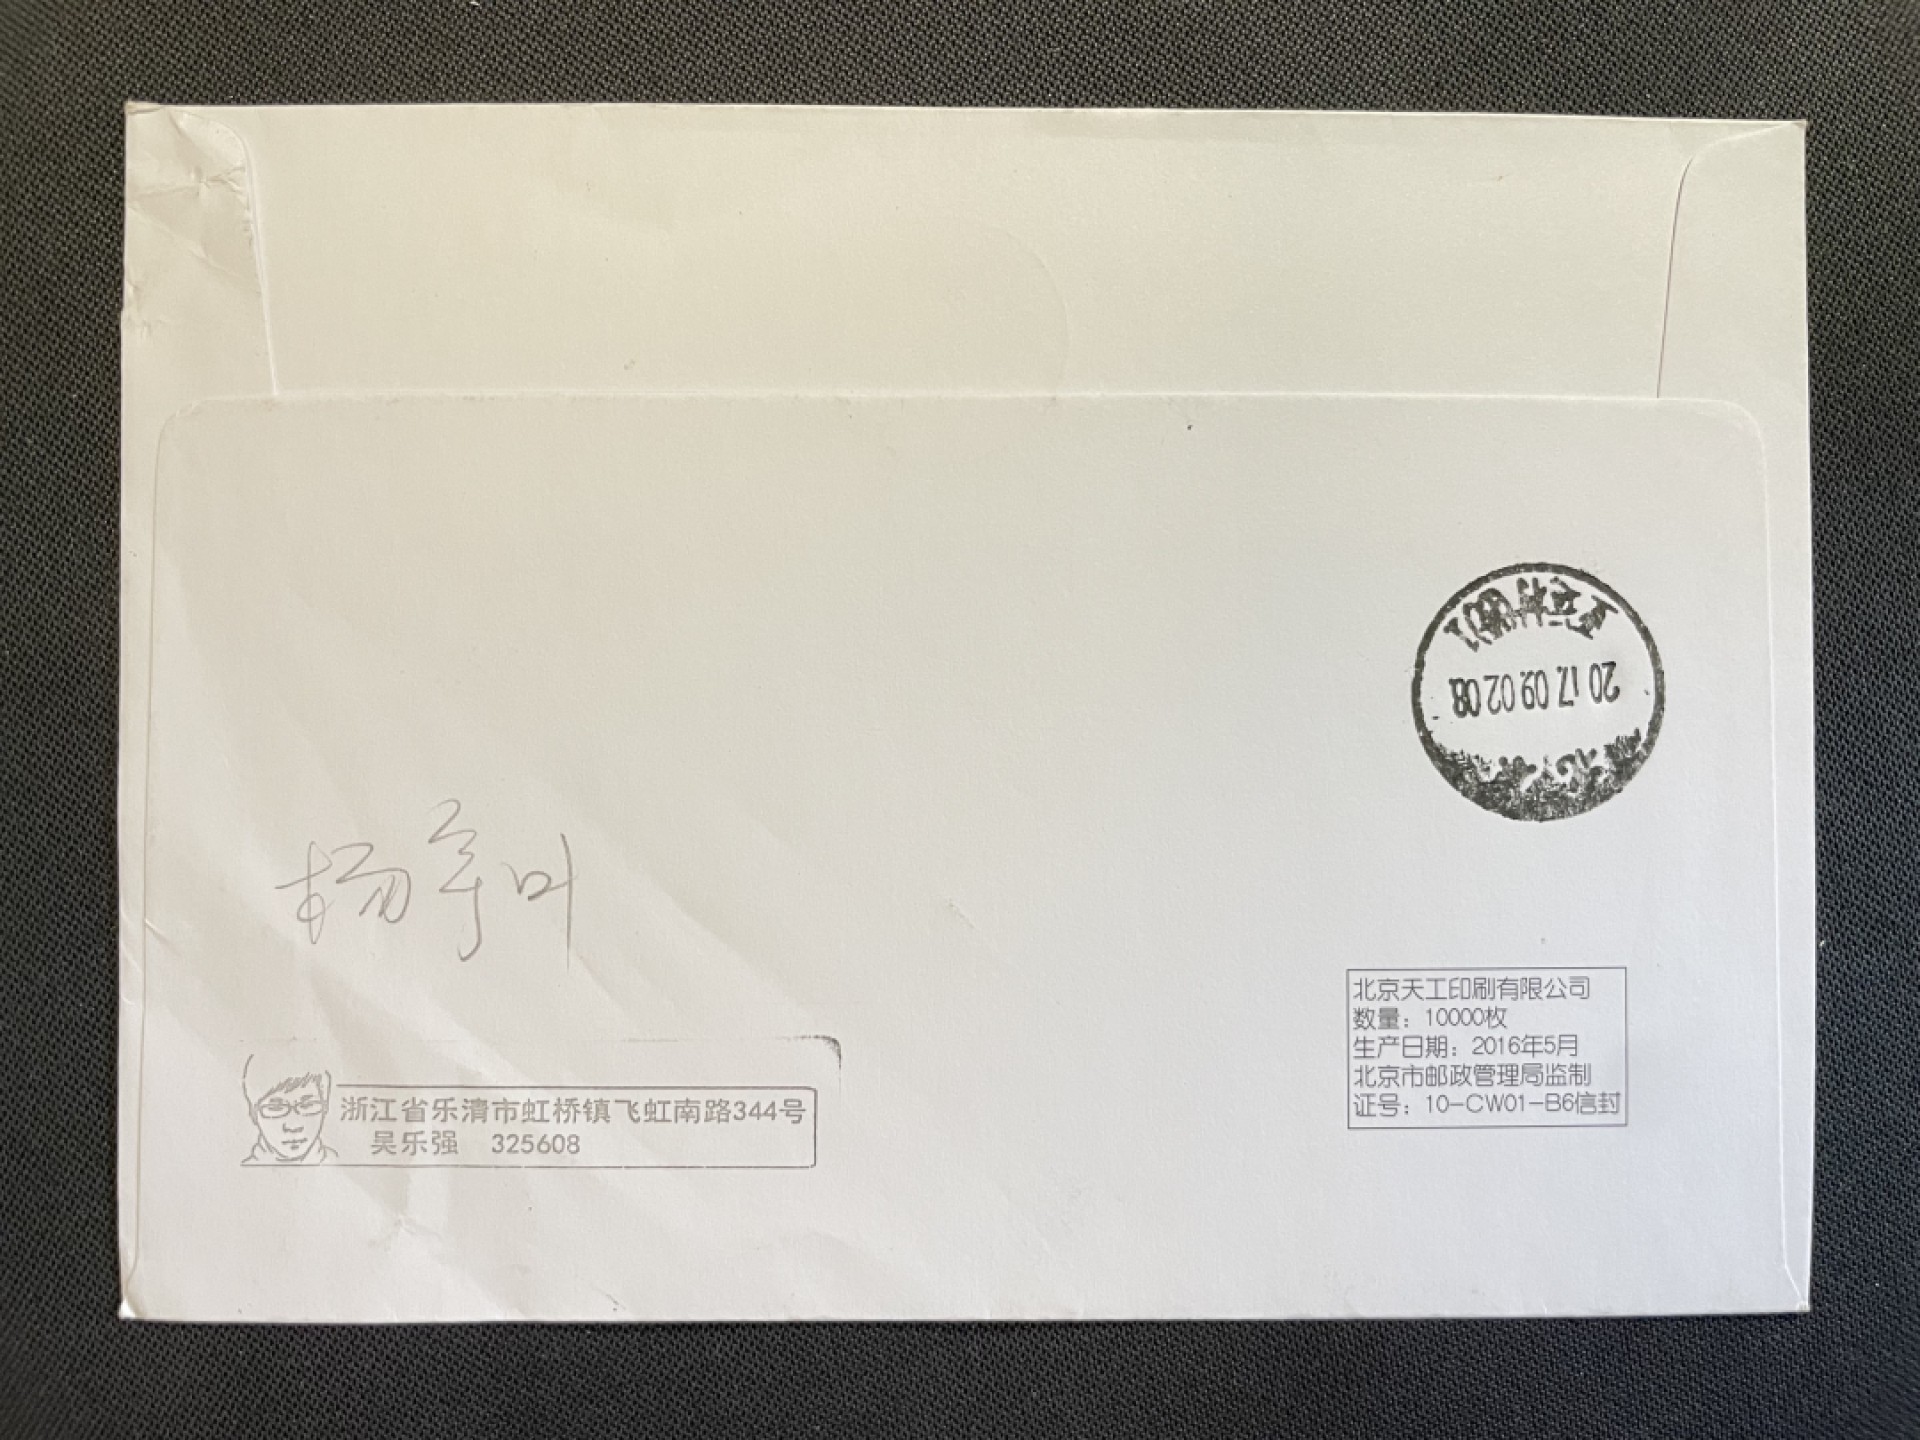 2017.09.02.08
杨
浙江省乐清市虹桥镇飞虹南路344号
吴乐强 325608
北京天工印刷有限公司
数量：10000枚
生产日期：2016年5月
北京市邮政管理局监制
证号：10-CW01-B6信封